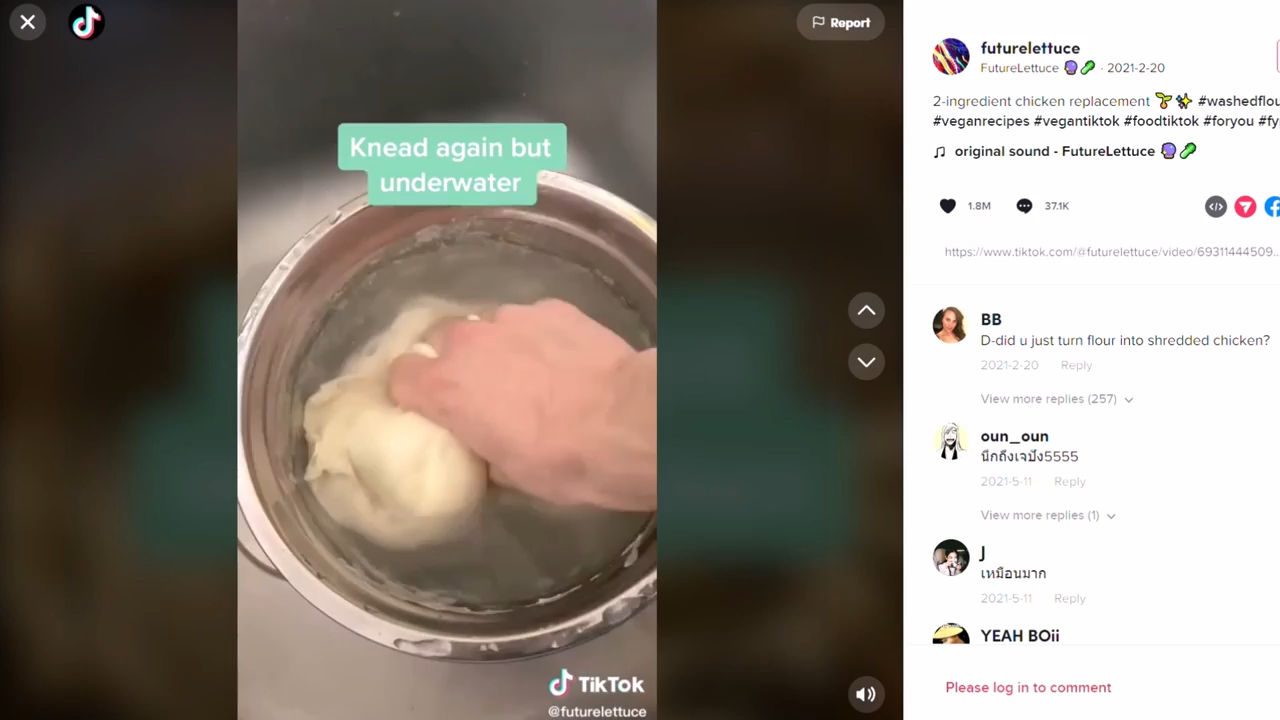 Report
Knead again but
underwater
TikTok
@futurelettuce
futurelettuce
FutureLettuce · 2021-2-20
2-ingredient chicken replacement #washedflou
#veganrecipes #vegantiktok #foodtiktok #foryou #fy
original sound - FutureLettuce
1.8M 37.1K
https://www.tiktok.com/@futurelettuce/video/69311444509...
BB
D-did u just turn flour into shredded chicken?
2021-2-20 Reply
View more replies (257)
oun_oun
นึกถึงเจปัง5555
2021-5-11 Reply
View more replies (1)
J
เหมือนมาก
2021-5-11 Reply
YEAH BOii
Please log in to comment